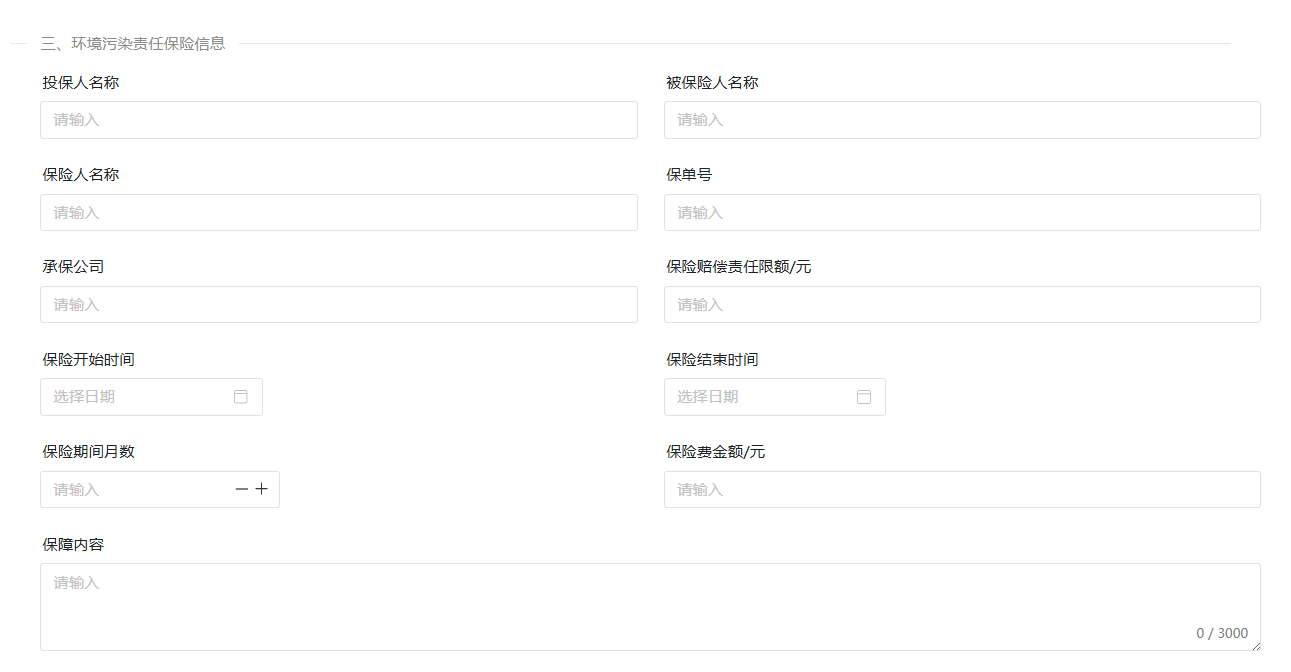 三、环境污染责任保险信息
投保人名称 被保险人名称
请输入 请输入
保险人名称 保单号
请输入 请输入
承保公司 保险赔偿责任限额/元
请输入 请输入
保险开始时间 保险结束时间
选择日期 选择日期
保险期间月数 保险费金额/元
请输入 请输入
保障内容
请输入
0 / 3000